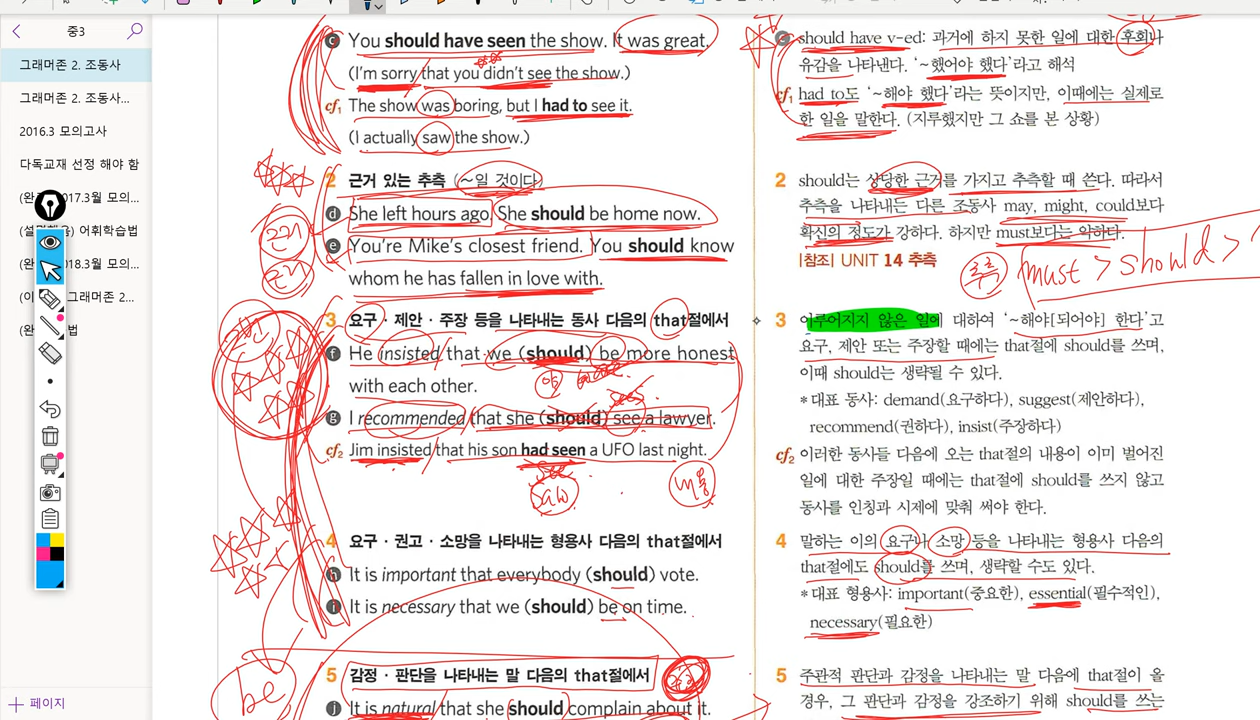 중3
그래머존 2. 조동사
그래머존 2. 조동사...
2016.3 모의고사
다독교재 선정 해야 함
2017.3월 모의...
어휘학습법
2018.3월 모의...
그래머존 2...
법
페이지
c You should have seen the show. It was great.
(I'm sorry that you didn't see the show.)
cf1 The show was boring, but I had to see it.
(I actually saw the show.)
2 근거 있는 추측 (~일 것이다)
d She left hours ago. She should be home now.
e You're Mike's closest friend. You should know
whom he has fallen in love with.
근거
근거
3 요구 · 제안 · 주장 등을 나타내는 동사 다음의 that절에서
f He insisted that we (should) be more honest
with each other.
g I recommended that she (should) see a lawyer.
cf2 Jim insisted that his son had seen a UFO last night.
saw
4 요구 · 권고 · 소망을 나타내는 형용사 다음의 that절에서
h It is important that everybody (should) vote.
i It is necessary that we (should) be on time.
be
5 감정 · 판단을 나타내는 말 다음의 that절에서
j It is natural that she should complain about it.
c should have v-ed: 과거에 하지 못한 일에 대한 후회나
유감을 나타낸다. '~했어야 했다'라고 해석
cf1 had to도 '~해야 했다'라는 뜻이지만, 이때에는 실제로
한 일을 말한다. (지루했지만 그 쇼를 본 상황)
2 should는 상당한 근거를 가지고 추측할 때 쓴다. 따라서
추측을 나타내는 다른 조동사 may, might, could보다
확신의 정도가 강하다. 하지만 must보다는 약하다.
|참조| UNIT 14 추측
추측 must > should >
3 이루어지지 않은 일에 대하여 '~해야[되어야] 한다'고
요구, 제안 또는 주장할 때에는 that절에 should를 쓰며,
이때 should는 생략될 수 있다.
* 대표 동사: demand(요구하다), suggest(제안하다),
recommend(권하다), insist(주장하다)
cf2 이러한 동사들 다음에 오는 that절의 내용이 이미 벌어진
일에 대한 주장일 때에는 that절에 should를 쓰지 않고
동사를 인칭과 시제에 맞춰 써야 한다.
4 말하는 이의 요구나 소망 등을 나타내는 형용사 다음의
that절에도 should를 쓰며, 생략할 수도 있다.
* 대표 형용사: important(중요한), essential(필수적인),
necessary(필요한)
5 주관적 판단과 감정을 나타내는 말 다음에 that절이 올
경우, 그 판단과 감정을 강조하기 위해 should를 쓰는